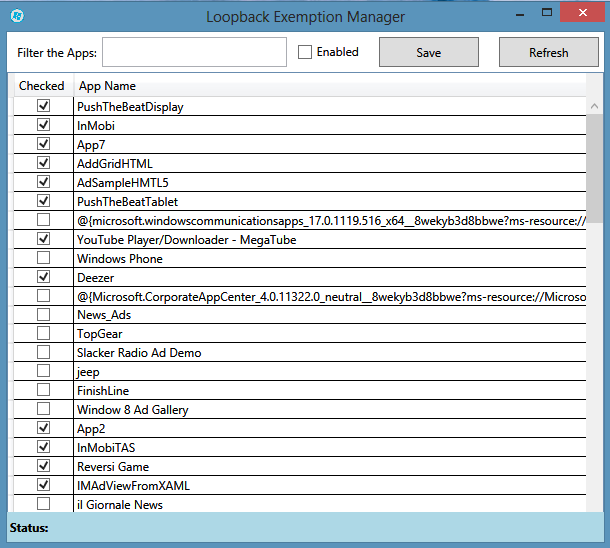 Loopback Exemption Manager
Filter the Apps: Enabled Save Refresh
Checked App Name
PushTheBeatDisplay
InMobi
App7
AddGridHTML
AdSampleHMTL5
PushTheBeatTablet
@{microsoft.windowscommunicationsapps_17.0.1119.516_x64__8wekyb3d8bbwe?ms-resource://
YouTube Player/Downloader - MegaTube
Windows Phone
Deezer
@{Microsoft.CorporateAppCenter_4.0.11322.0_neutral__8wekyb3d8bbwe?ms-resource://Microso
News_Ads
TopGear
Slacker Radio Ad Demo
jeep
FinishLine
Window 8 Ad Gallery
App2
InMobiTAS
Reversi Game
IMAdViewFromXAML
il Giornale News
Status: